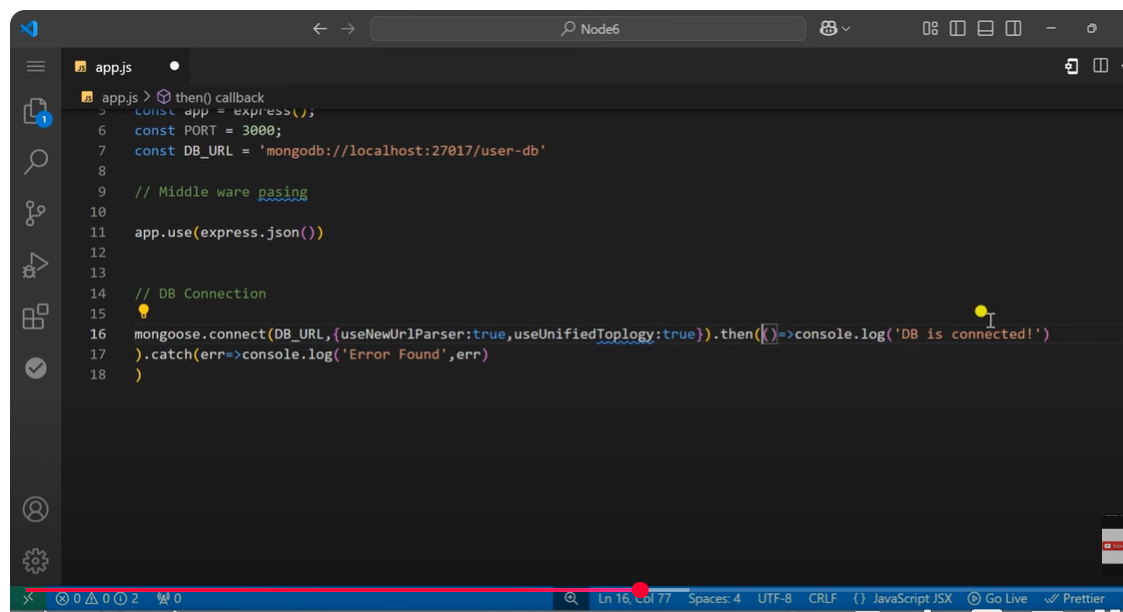 Node6
app.js
app.js > then() callback
1
5 const app = express();
6 const PORT = 3000;
7 const DB_URL = 'mongodb://localhost:27017/user-db'
8
9 // Middle ware pasing
10
11 app.use(express.json())
12
13
14 // DB Connection
15
16 mongoose.connect(DB_URL,{useNewUrlParser:true,useUnifiedToplogy:true}).then(()=>console.log('DB is connected!')
17 ).catch(err=>console.log('Error Found',err)
18 )
0 0 2 0 Ln 16, Col 77 Spaces: 4 UTF-8 CRLF {} JavaScript JSX Go Live Prettier